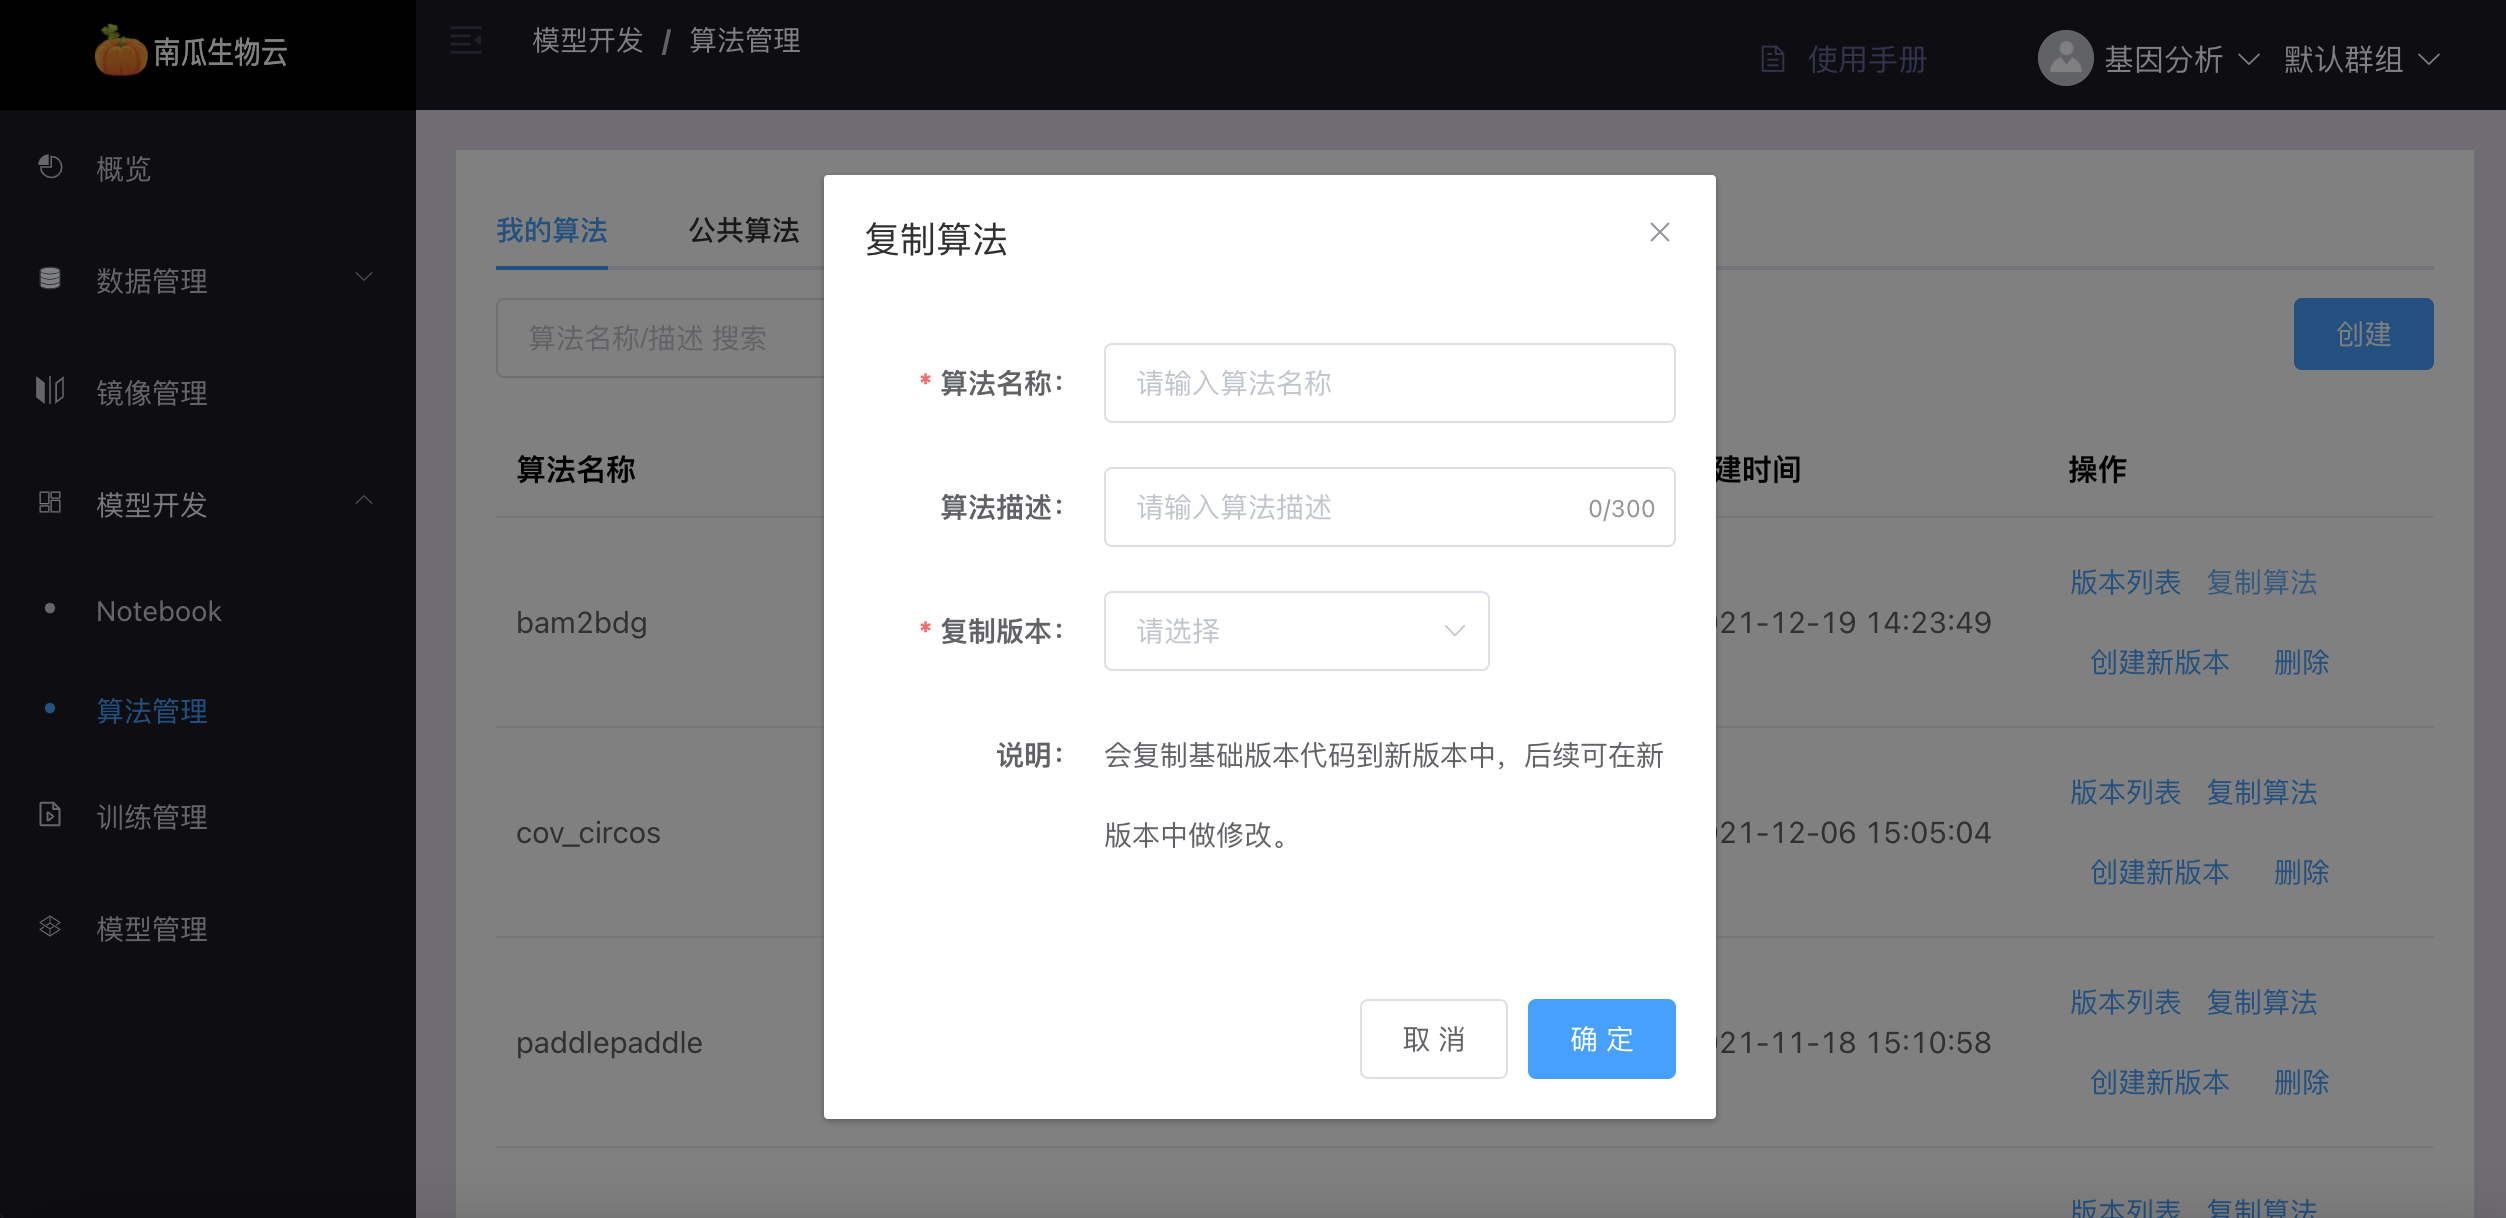 南瓜生物云
模型开发 / 算法管理
使用手册
基因分析
默认群组
概览
数据管理
镜像管理
模型开发
Notebook
算法管理
训练管理
模型管理
我的算法
公共算法
算法名称/描述 搜索
创建
算法名称
建时间
操作
bam2bdg
21-12-19 14:23:49
版本列表 复制算法
创建新版本 删除
cov_circos
21-12-06 15:05:04
版本列表 复制算法
创建新版本 删除
paddlepaddle
21-11-18 15:10:58
版本列表 复制算法
创建新版本 删除
版本列表 复制算法
复制算法
* 算法名称：
请输入算法名称
算法描述：
请输入算法描述
0/300
* 复制版本：
请选择
说明：
会复制基础版本代码到新版本中，后续可在新
版本中做修改。
取 消
确 定